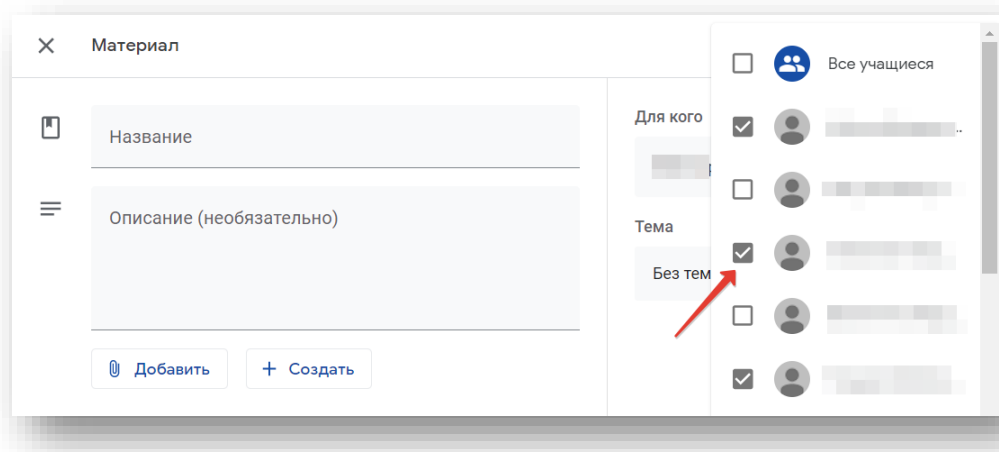 Материал
Название
Описание (необязательно)
Добавить
Создать
Для кого
Тема
Без тем
Все учащиеся